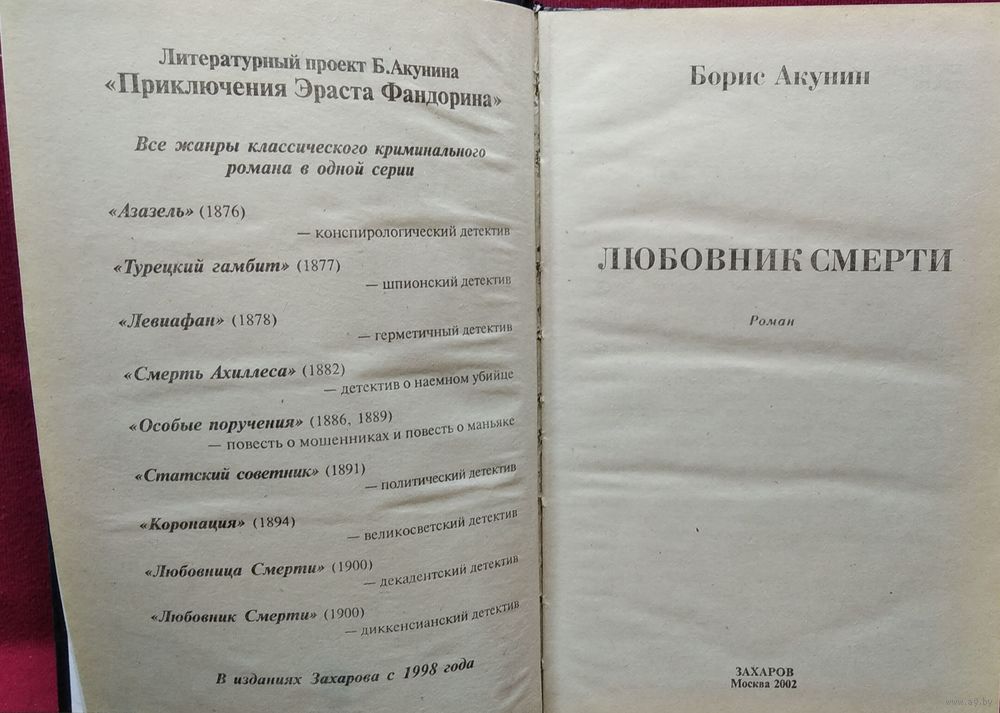 Литературный проект Б.Акунина
«Приключения Эраста Фандорина»
Все жанры классического криминального
романа в одной серии
«Азазель» (1876)
— конспирологический детектив
«Турецкий гамбит» (1877)
— шпионский детектив
«Левиафан» (1878)
— герметичный детектив
«Смерть Ахиллеса» (1882)
— детектив о наемном убийце
«Особые поручения» (1886, 1889)
— повесть о мошенниках и повесть о маньяке
«Статский советник» (1891)
— политический детектив
«Коронация» (1894)
— великосветский детектив
«Любовница Смерти» (1900)
— декадентский детектив
«Любовник Смерти» (1900)
— диккенсианский детектив
В изданиях Захарова с 1998 года
Борис Акунин
ЛЮБОВНИК СМЕРТИ
Роман
ЗАХАРОВ
Москва 2002
www.ay.by